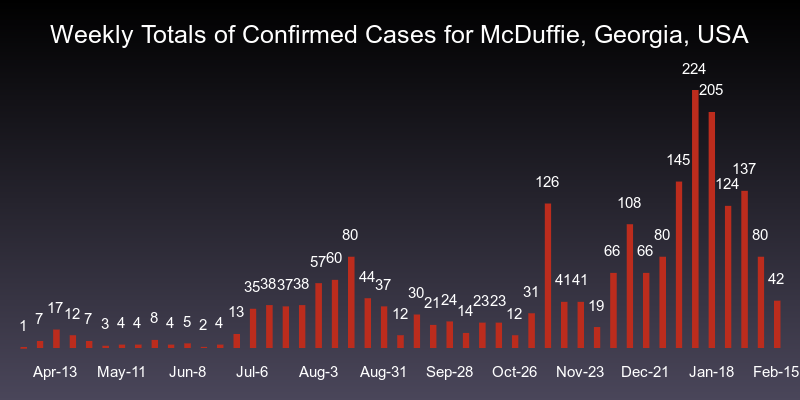 Weekly Totals of Confirmed Cases for McDuffie, Georgia, USA
1 7 17 12 7 3 4 4 8 4 5 2 4 13 35 38 37 38 57 60 80 44 37 12 30 21 24 14 23 23 12 31 126 41 41 19 66 108 66 80 145 224 205 124 137 80 42
Apr-13 May-11 Jun-8 Jul-6 Aug-3 Aug-31 Sep-28 Oct-26 Nov-23 Dec-21 Jan-18 Feb-15